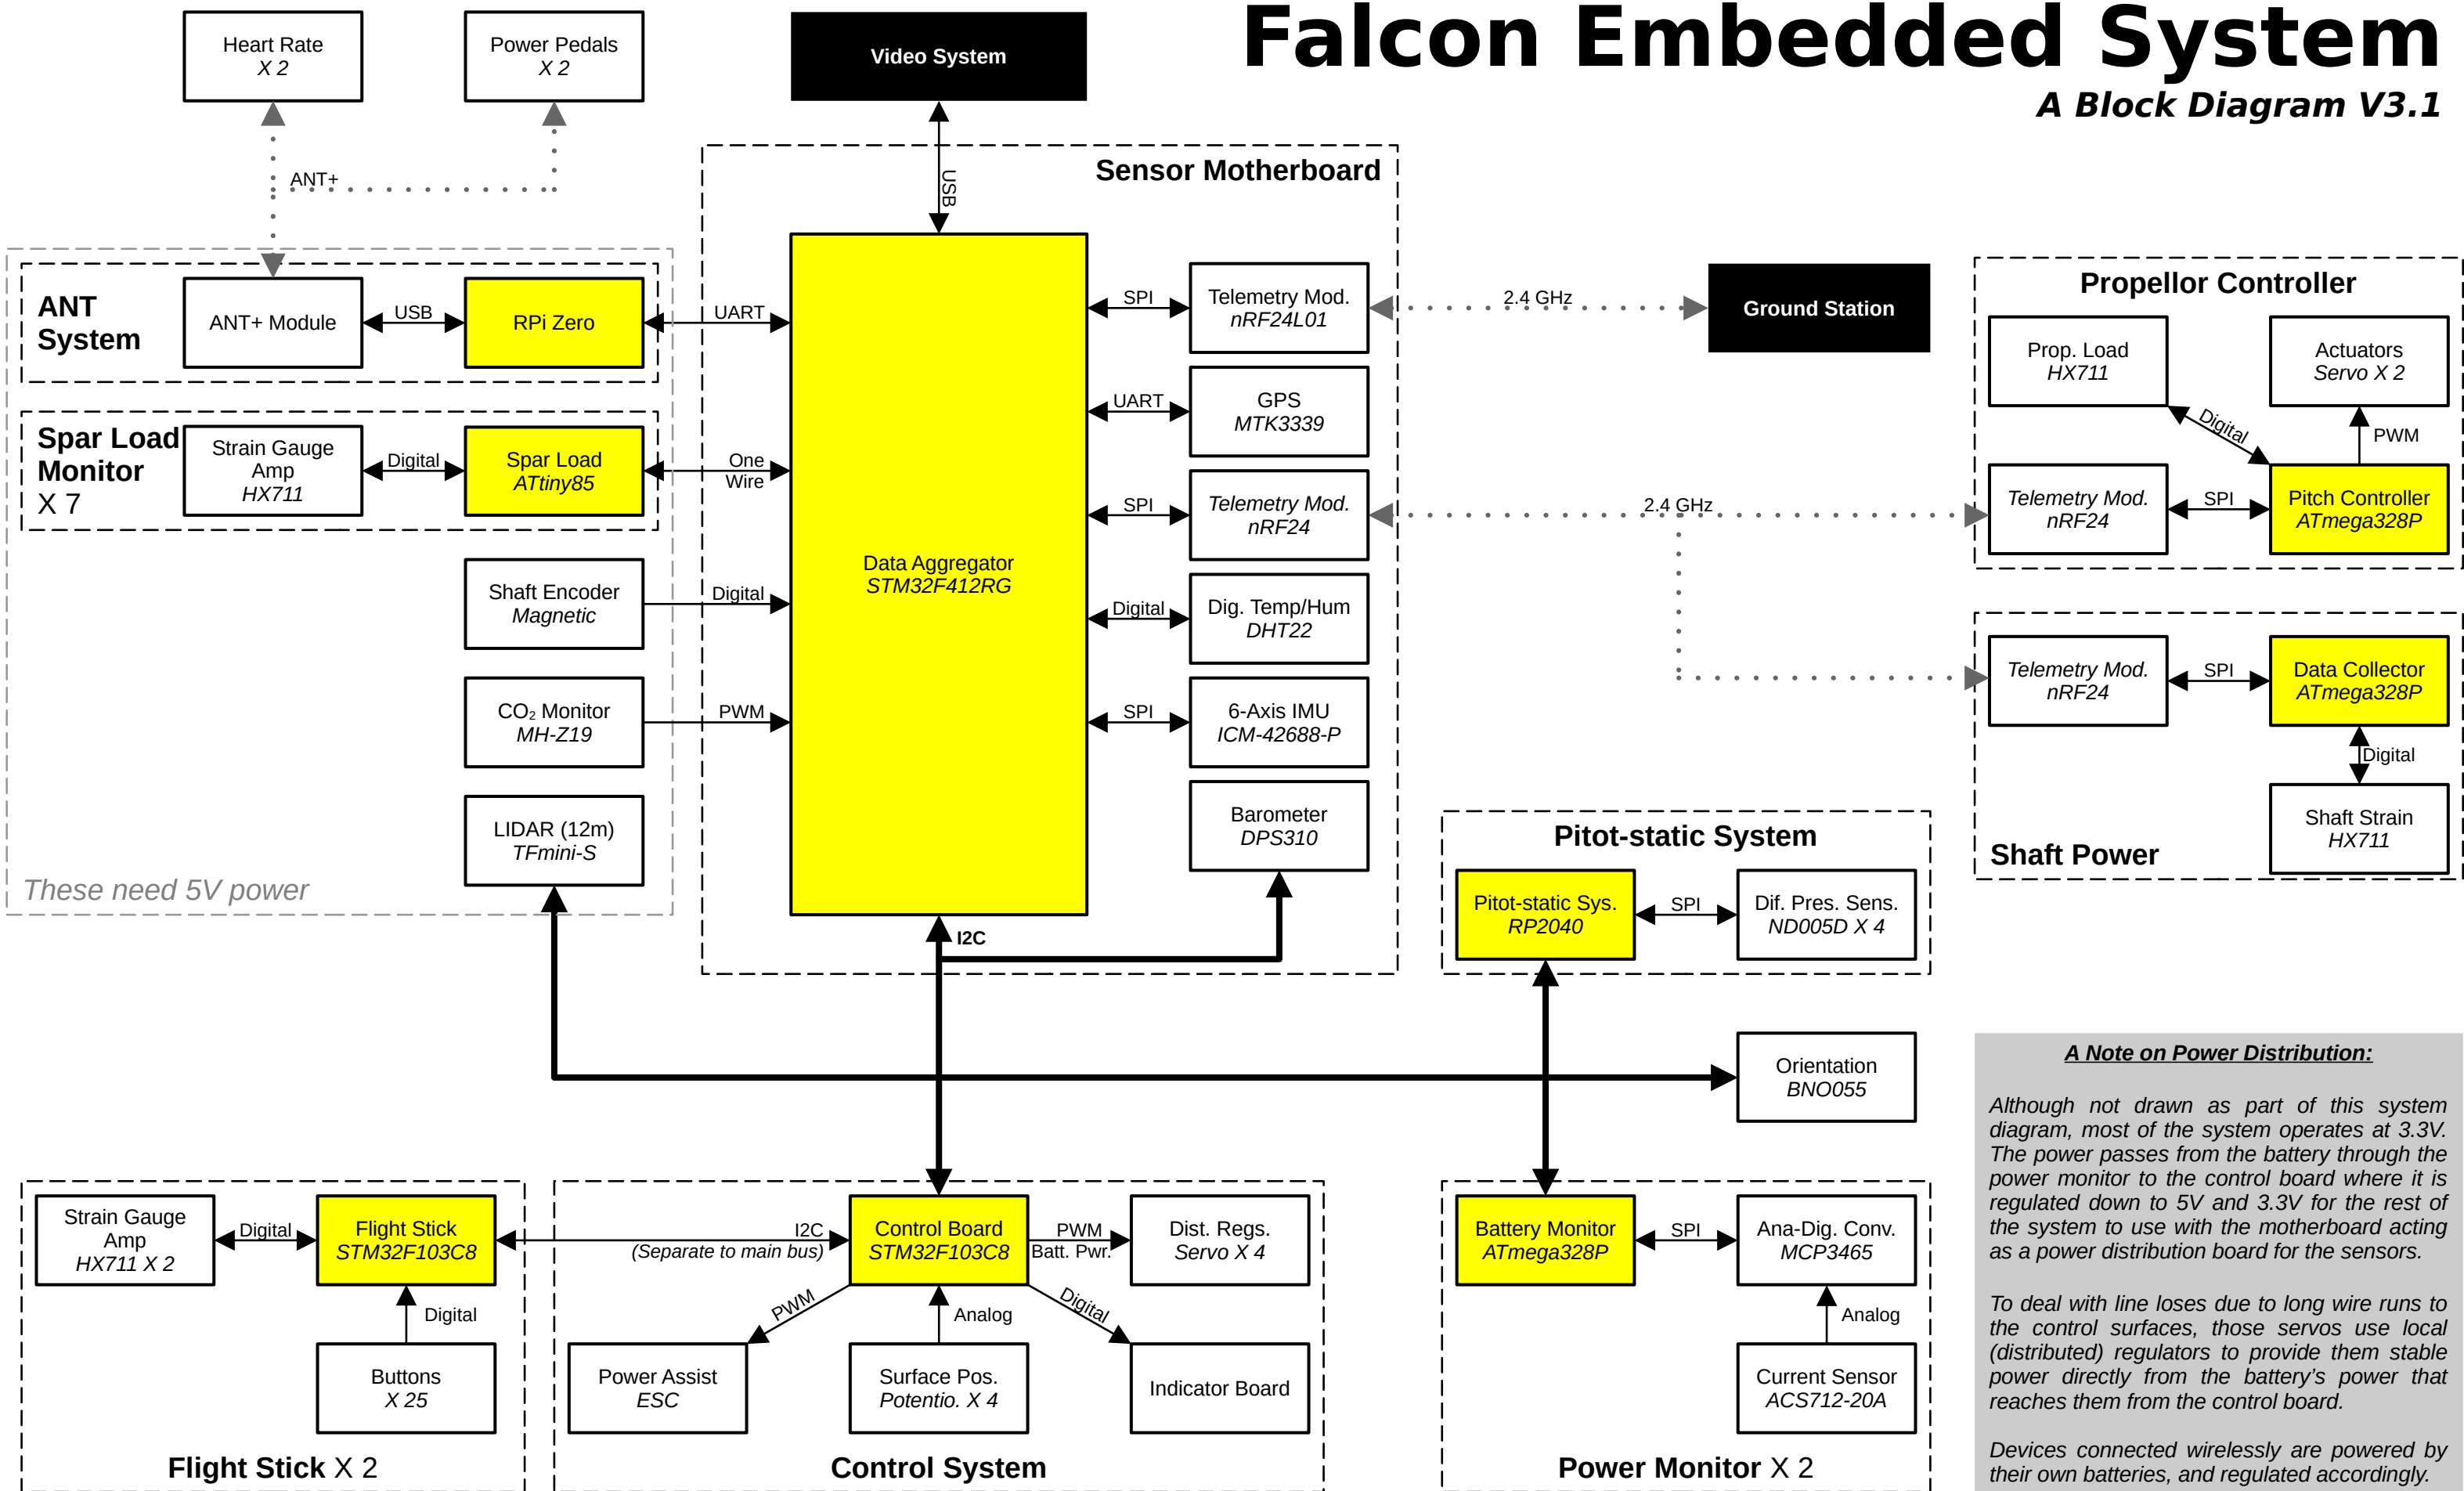 Falcon Embedded System
A Block Diagram V3.1
Heart Rate
X 2
Power Pedals
X 2
Video System
ANT+
USB
Sensor Motherboard
ANT
System
ANT+ Module
USB
RPi Zero
UART
Spar Load
Monitor
X 7
Strain Gauge
Amp
HX711
Digital
Spar Load
ATtiny85
One
Wire
Shaft Encoder
Magnetic
Digital
CO₂ Monitor
MH-Z19
PWM
LIDAR (12m)
TFmini-S
These need 5V power
Data Aggregator
STM32F412RG
SPI
Telemetry Mod.
nRF24L01
2.4 GHz
Ground Station
UART
GPS
MTK3339
SPI
Telemetry Mod.
nRF24
2.4 GHz
Digital
Dig. Temp/Hum
DHT22
SPI
6-Axis IMU
ICM-42688-P
Barometer
DPS310
I2C
Propellor Controller
Prop. Load
HX711
Actuators
Servo X 2
Digital
PWM
Telemetry Mod.
nRF24
SPI
Pitch Controller
ATmega328P
Telemetry Mod.
nRF24
SPI
Data Collector
ATmega328P
Digital
Shaft Strain
HX711
Shaft Power
Pitot-static System
Pitot-static Sys.
RP2040
SPI
Dif. Pres. Sens.
ND005D X 4
Orientation
BNO055
Strain Gauge
Amp
HX711 X 2
Digital
Flight Stick
STM32F103C8
Digital
Buttons
X 25
Flight Stick X 2
I2C
(Separate to main bus)
Control Board
STM32F103C8
PWM
Batt. Pwr.
Dist. Regs.
Servo X 4
PWM
Analog
Digital
Power Assist
ESC
Surface Pos.
Potentio. X 4
Indicator Board
Control System
Battery Monitor
ATmega328P
SPI
Ana-Dig. Conv.
MCP3465
Analog
Current Sensor
ACS712-20A
Power Monitor X 2
A Note on Power Distribution:
Although not drawn as part of this system
diagram, most of the system operates at 3.3V.
The power passes from the battery through the
power monitor to the control board where it is
regulated down to 5V and 3.3V for the rest of
the system to use with the motherboard acting
as a power distribution board for the sensors.
To deal with line loses due to long wire runs to
the control surfaces, those servos use local
(distributed) regulators to provide them stable
power directly from the battery’s power that
reaches them from the control board.
Devices connected wirelessly are powered by
their own batteries, and regulated accordingly.